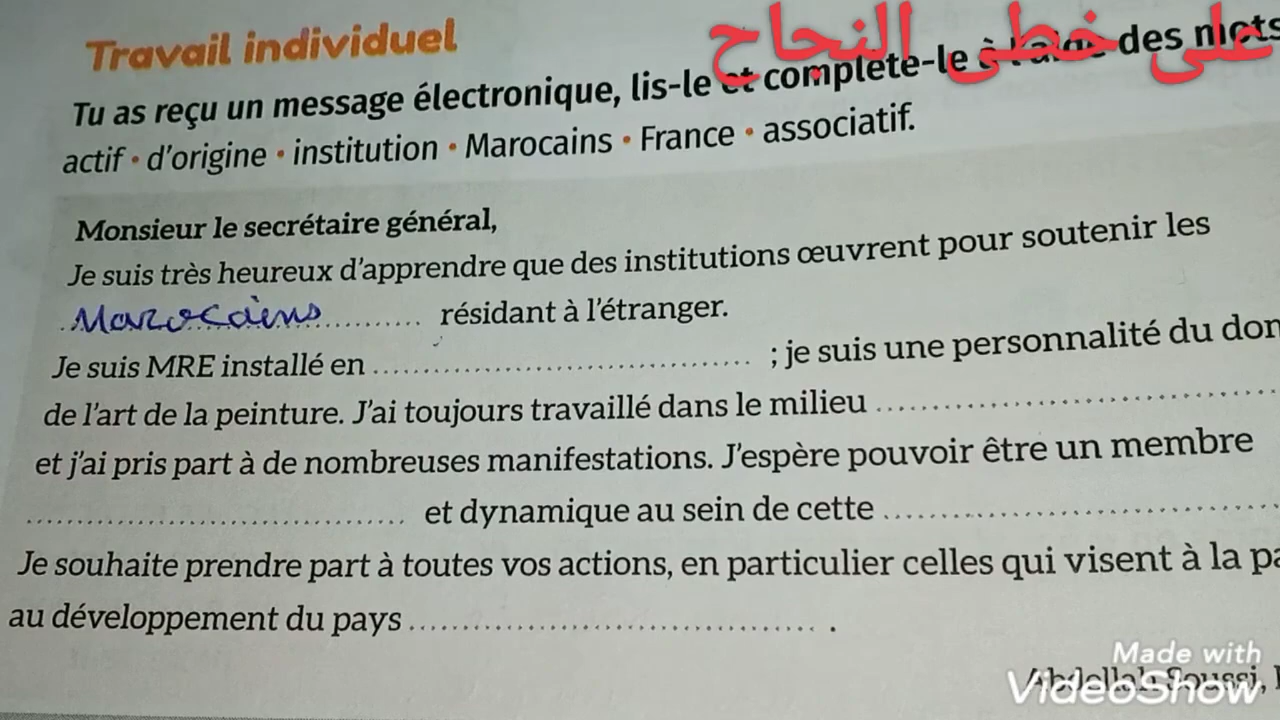 على خطى النجاح
Travail individuel
Tu as reçu un message électronique, lis-le et complète-le à l'aide des mots
actif • d'origine • institution • Marocains • France • associatif.
Monsieur le secrétaire général,
Je suis très heureux d'apprendre que des institutions œuvrent pour soutenir les
Marocains résidant à l'étranger.
Je suis MRE installé en .................... ; je suis une personnalité du dom
de l'art de la peinture. J'ai toujours travaillé dans le milieu ....................
et j'ai pris part à de nombreuses manifestations. J'espère pouvoir être un membre
.................... et dynamique au sein de cette ....................
Je souhaite prendre part à toutes vos actions, en particulier celles qui visent à la pa
au développement du pays .................... .
Abdellah Soussi,
Made with
VideoShow